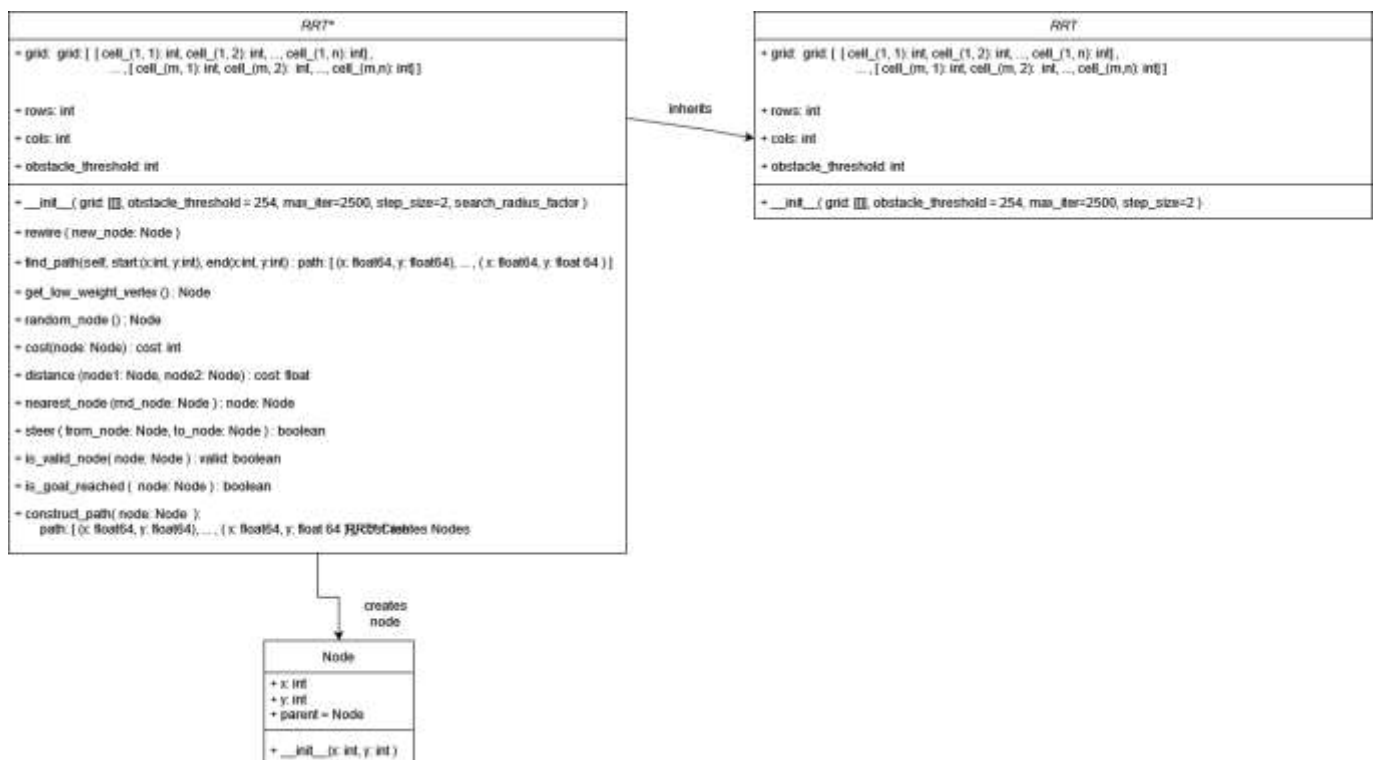 RRT*
+ grid: grid: [ [ cell_(1, 1): int, cell_(1, 2): int, ..., cell_(1, n): int],
... , [ cell_(m, 1): int, cell_(m, 2): int, ..., cell_(m,n): int] ]
+ rows: int
+ cols: int
+ obstacle_threshold: int
+ __init__( grid: [[]], obstacle_threshold = 254, max_iter=2500, step_size=2, search_radius_factor )
+ rewire ( new_node: Node )
+ find_path(self, start:(x:int, y:int), end(x:int, y:int) : path: [ (x: float64, y: float64), ... , ( x: float64, y: float 64 ) ]
+ get_low_weight_vertex () : Node
+ random_node () : Node
+ cost(node: Node) : cost: int
+ distance (node1: Node, node2: Node) : cost: float
+ nearest_node (rnd_node: Node ) : node: Node
+ steer ( from_node: Node, to_node: Node ) : boolean
+ is_valid_node( node: Node ) : valid: boolean
+ is_goal_reached ( node: Node ) : boolean
+ construct_path( node: Node ):
path: [ (x: float64, y: float64), ... , ( x: float64, y: float 64 ) Nodes
inherits
RRT
+ grid: grid: [ [ cell_(1, 1): int, cell_(1, 2): int, ..., cell_(1, n): int],
... , [ cell_(m, 1): int, cell_(m, 2): int, ..., cell_(m,n): int] ]
+ rows: int
+ cols: int
+ obstacle_threshold: int
+ __init__( grid: [[]], obstacle_threshold = 254, max_iter=2500, step_size=2 )
creates
node
Node
+ x: int
+ y: int
+ parent = Node
+ __init__(x: int, y: int )